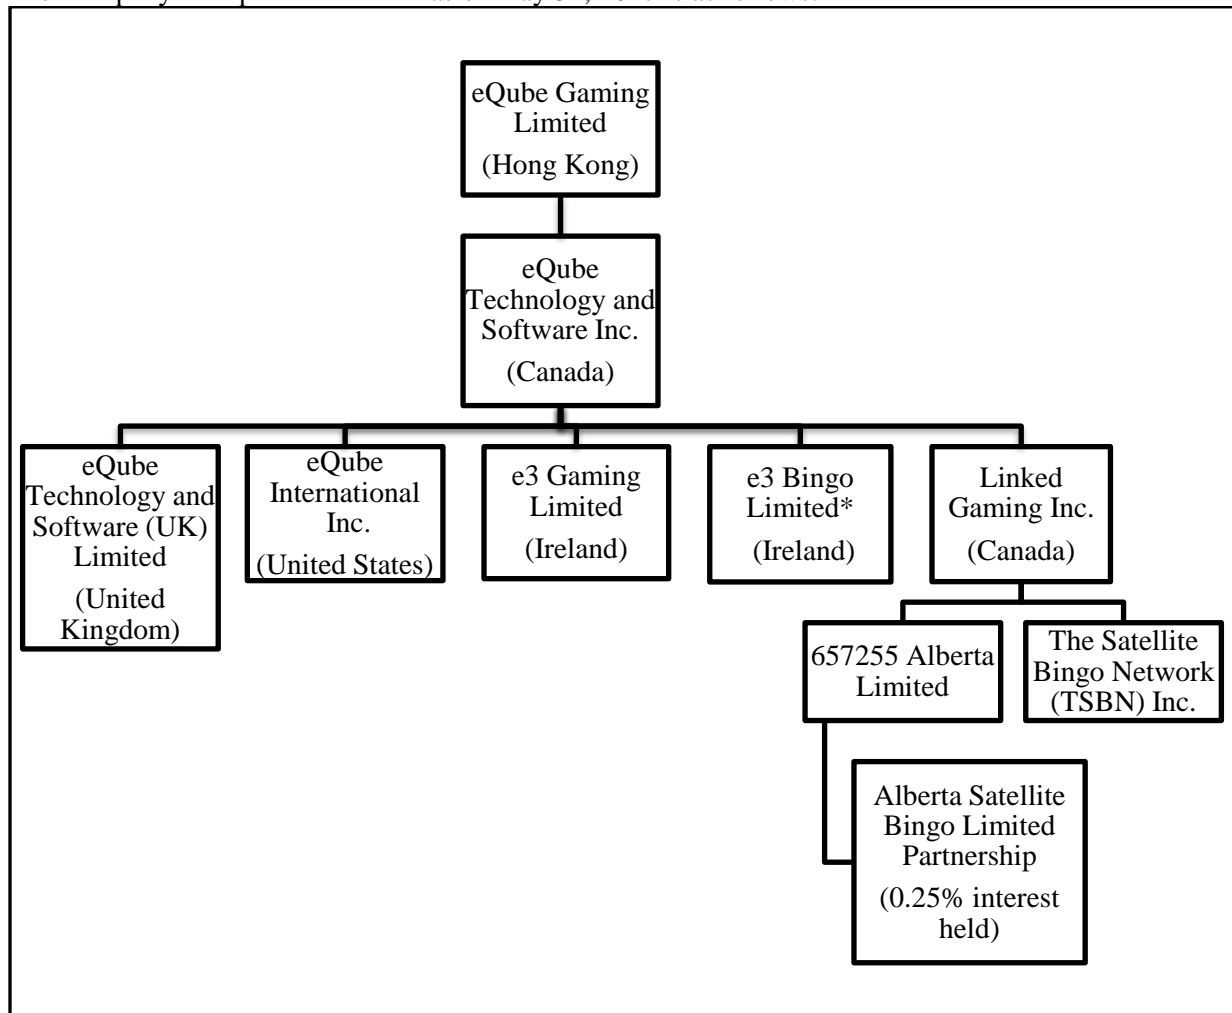 eQube Gaming
Limited
(Hong Kong)
eQube
Technology and
Software Inc.
(Canada)
eQube
Technology and
Software (UK)
Limited
(United
Kingdom)
eQube
International
Inc.
(United States)
e3 Gaming
Limited
(Ireland)
e3 Bingo
Limited*
(Ireland)
Linked
Gaming Inc.
(Canada)
657255 Alberta
Limited
The Satellite
Bingo Network
(TSBN) Inc.
Alberta Satellite
Bingo Limited
Partnership
(0.25% interest
held)